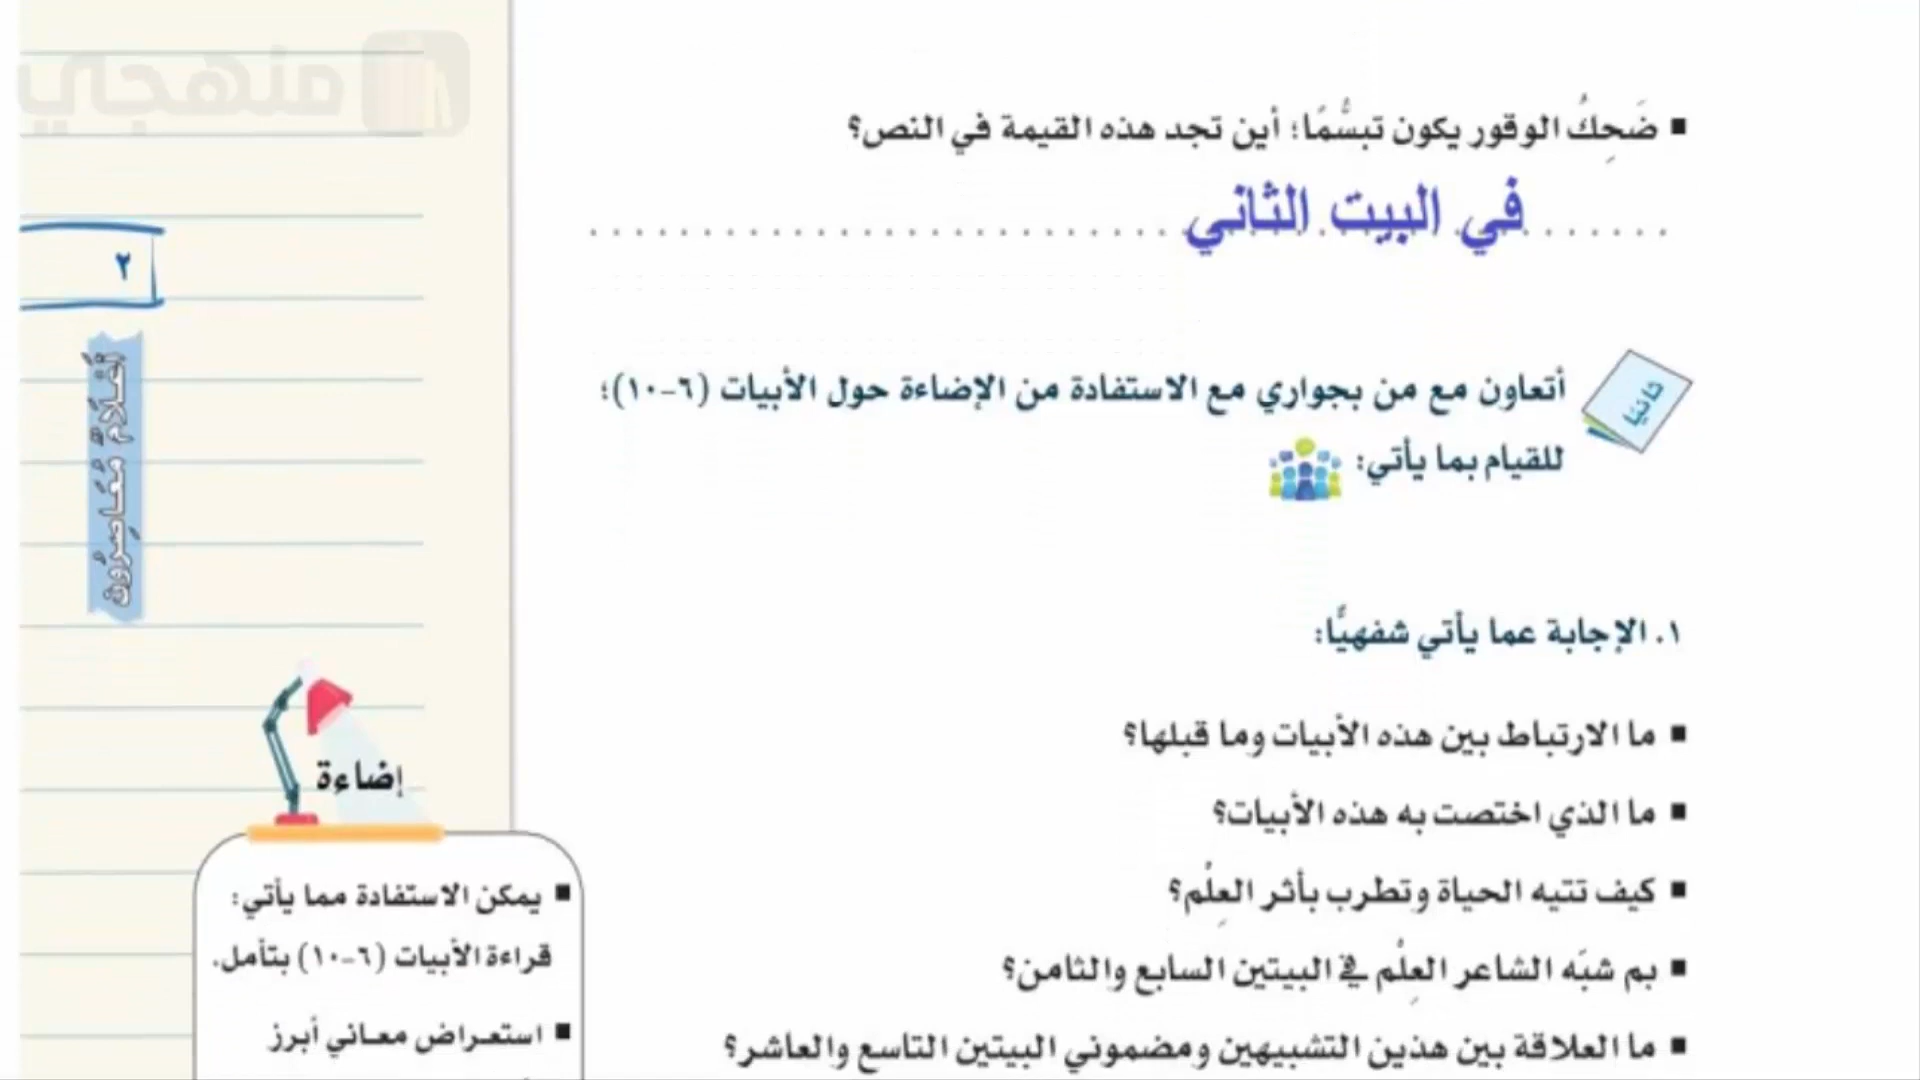 منهجي
ضَحِكُ الوقور يكون تبسُّمًا؛ أين تجد هذه القيمة في النص؟
في البيت الثاني
ثانيًا
أتعاون مع من بجواري مع الاستفادة من الإضاءة حول الأبيات (٦-١٠)؛
للقيام بما يأتي:
١. الإجابة عما يأتي شفهيًّا:
ما الارتباط بين هذه الأبيات وما قبلها؟
ما الذي اختصت به هذه الأبيات؟
كيف تتيه الحياة وتطرب بأثر العِلْم؟
بم شبَه الشاعر العِلْم في البيتين السابع والثامن؟
ما العلاقة بين هذين التشبيهين ومضموني البيتين التاسع والعاشر؟
٢
أَعْلَامٌ مُعَاصِرُونَ
إضاءة
يمكن الاستفادة مما يأتي:
قراءة الأبيات (٦-١٠) بتأمل.
استعراض معاني أبرز